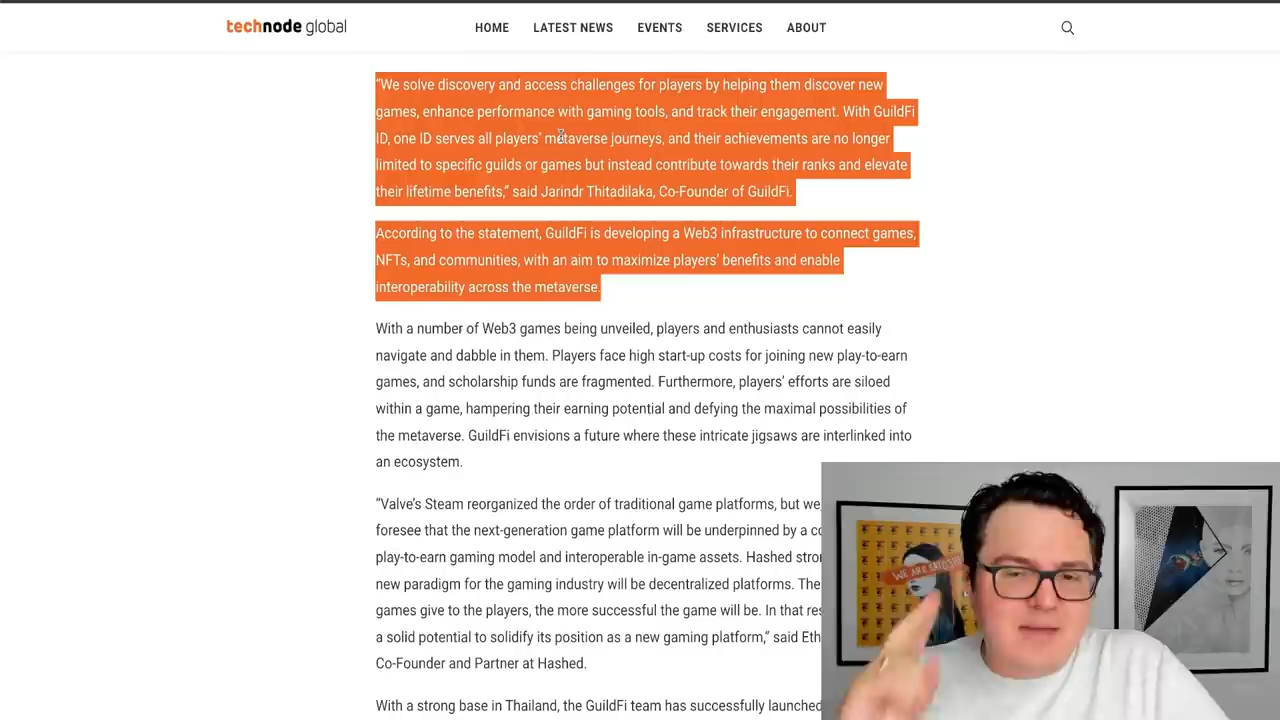 technode global
HOME LATEST NEWS EVENTS SERVICES ABOUT
“We solve discovery and access challenges for players by helping them discover new
games, enhance performance with gaming tools, and track their engagement. With GuildFi
ID, one ID serves all players’ metaverse journeys, and their achievements are no longer
limited to specific guilds or games but instead contribute towards their ranks and elevate
their lifetime benefits,” said Jarindr Thitadilaka, Co-Founder of GuildFi.
According to the statement, GuildFi is developing a Web3 infrastructure to connect games,
NFTs, and communities, with an aim to maximize players’ benefits and enable
interoperability across the metaverse.
With a number of Web3 games being unveiled, players and enthusiasts cannot easily
navigate and dabble in them. Players face high start-up costs for joining new play-to-earn
games, and scholarship funds are fragmented. Furthermore, players’ efforts are siloed
within a game, hampering their earning potential and defying the maximal possibilities of
the metaverse. GuildFi envisions a future where these intricate jigsaws are interlinked into
an ecosystem.
“Valve’s Steam reorganized the order of traditional game platforms, but we
foresee that the next-generation game platform will be underpinned by a
play-to-earn gaming model and interoperable in-game assets. Hashed
new paradigm for the gaming industry will be decentralized platforms.
games give to the players, the more successful the game will be. In that
a solid potential to solidify its position as a new gaming platform,” said
Co-Founder and Partner at Hashed.
With a strong base in Thailand, the GuildFi team has successfully launched
WE ARE